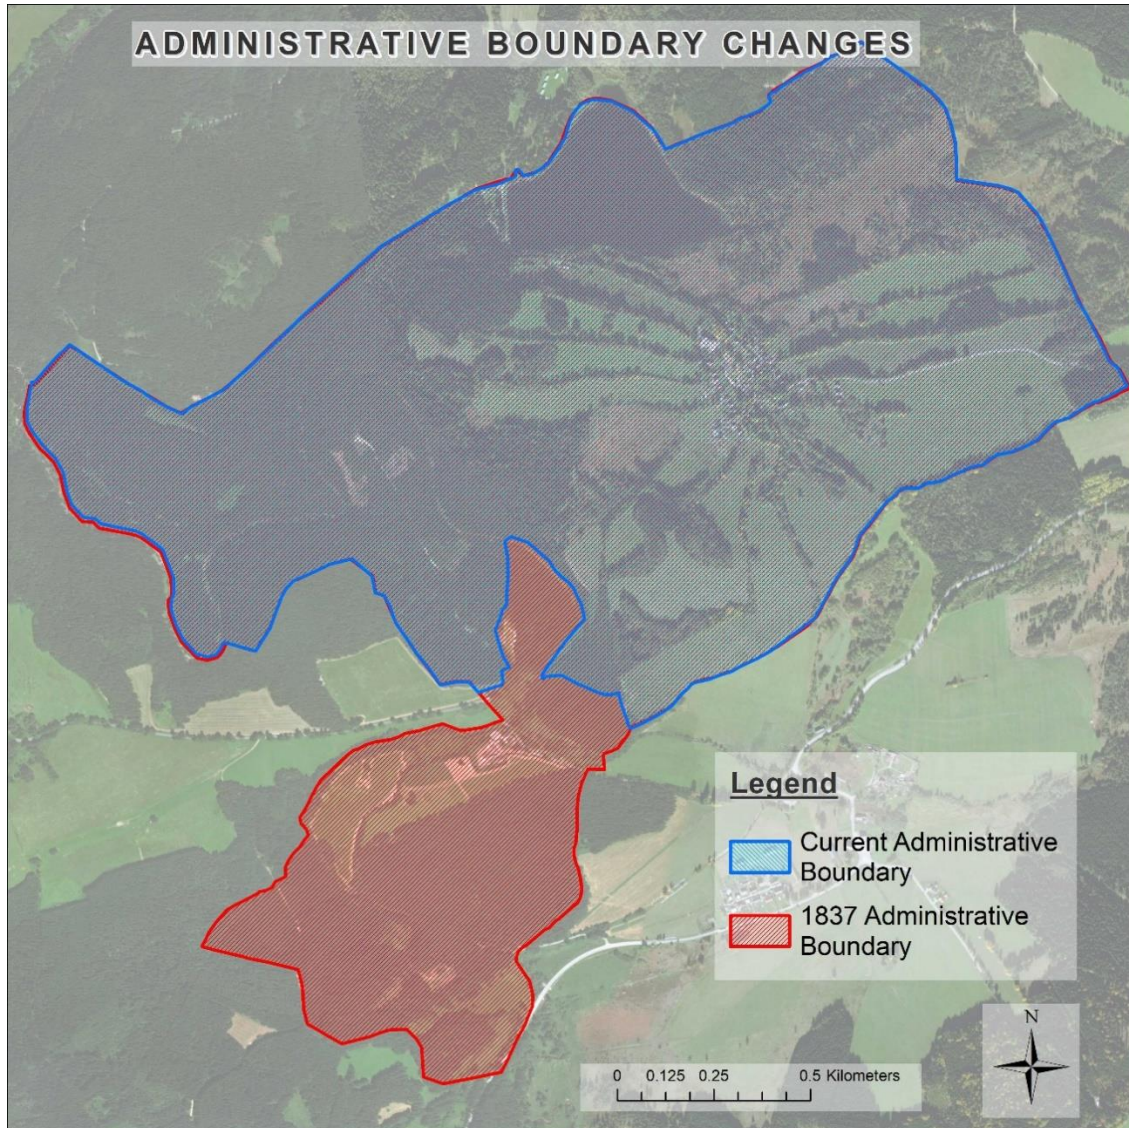 ADMINISTRATIVE BOUNDARY CHANGES
Legend
Current Administrative
Boundary
1837 Administrative
Boundary
N
0 0.125 0.25 0.5 Kilometers